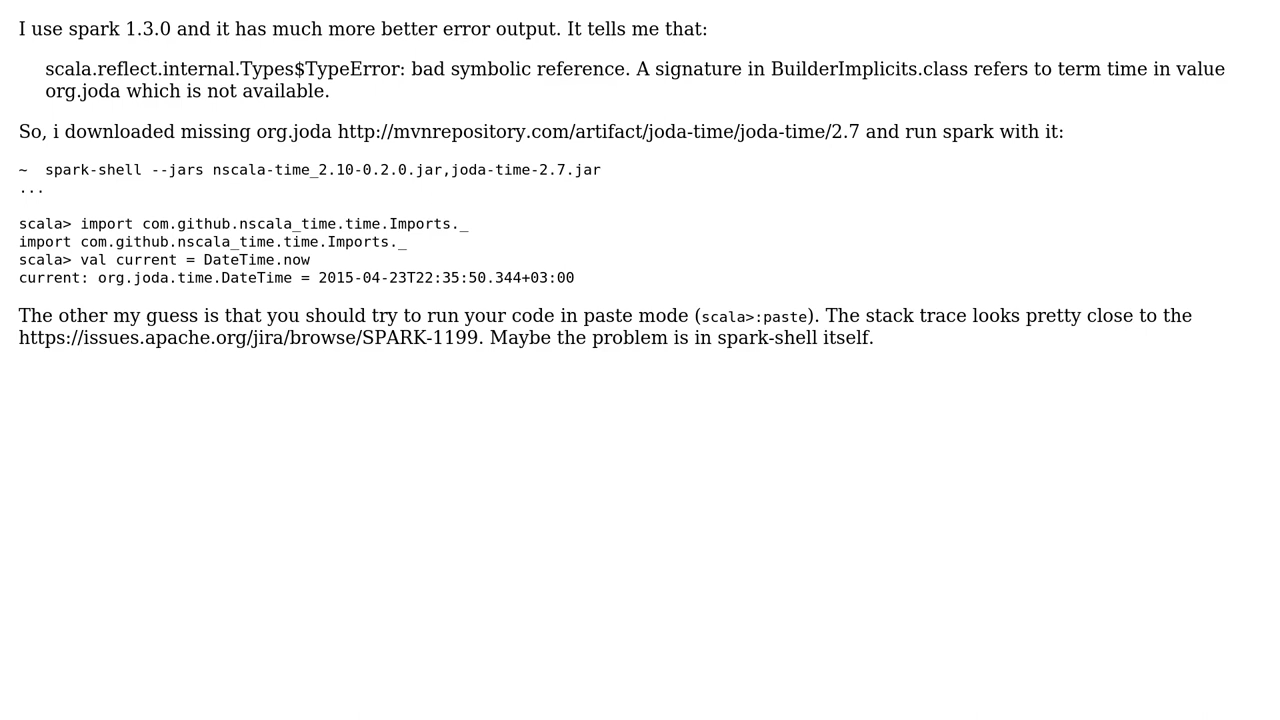 I use spark 1.3.0 and it has much more better error output. It tells me that:
scala.reflect.internal.Types$TypeError: bad symbolic reference. A signature in BuilderImplicits.class refers to term time in value
org.joda which is not available.
So, i downloaded missing org.joda http://mvnrepository.com/artifact/joda-time/joda-time/2.7 and run spark with it:
~  spark-shell --jars nscala-time_2.10-0.2.0.jar,joda-time-2.7.jar
...
scala> import com.github.nscala_time.time.Imports._
import com.github.nscala_time.time.Imports._
scala> val current = DateTime.now
current: org.joda.time.DateTime = 2015-04-23T22:35:50.344+03:00
The other my guess is that you should try to run your code in paste mode (scala>:paste). The stack trace looks pretty close to the
https://issues.apache.org/jira/browse/SPARK-1199. Maybe the problem is in spark-shell itself.